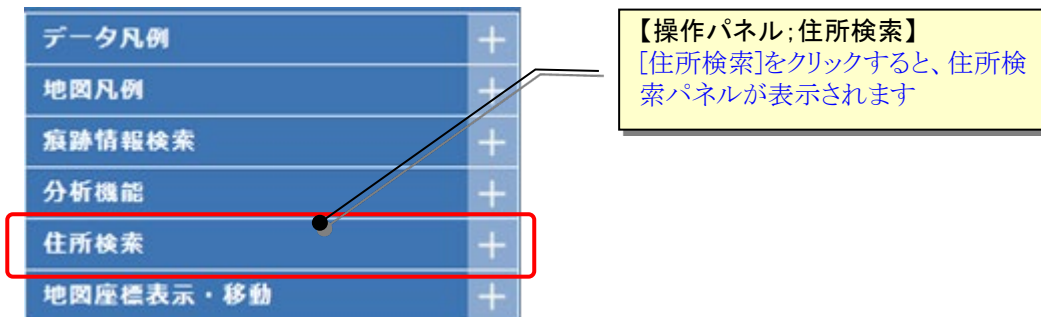 データ凡例
地図凡例
痕跡情報検索
分析機能
住所検索
地図座標表示・移動
【操作パネル;住所検索】
[住所検索]をクリックすると、住所検
索パネルが表示されます